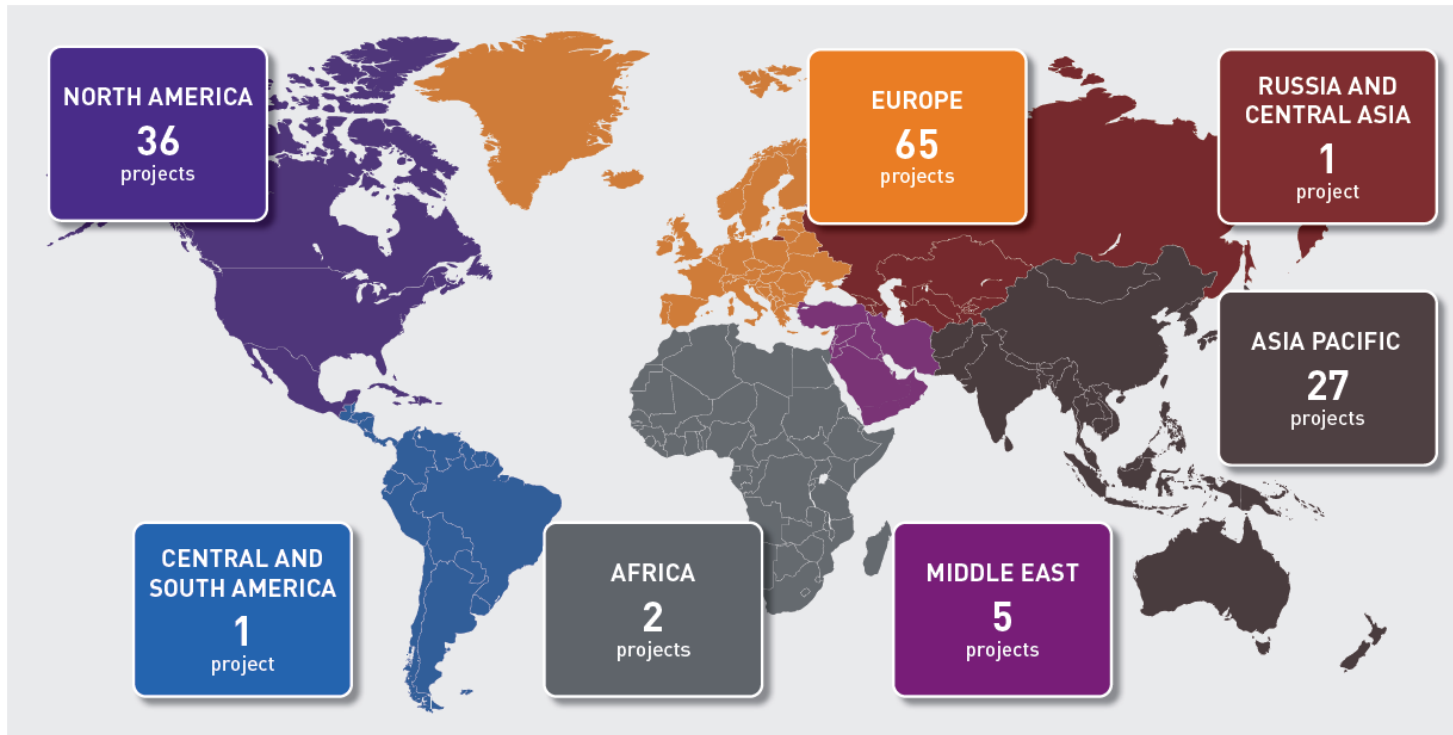 NORTH AMERICA
36
projects
EUROPE
65
projects
RUSSIA AND
CENTRAL ASIA
1
project
ASIA PACIFIC
27
projects
CENTRAL AND
SOUTH AMERICA
1
project
AFRICA
2
projects
MIDDLE EAST
5
projects